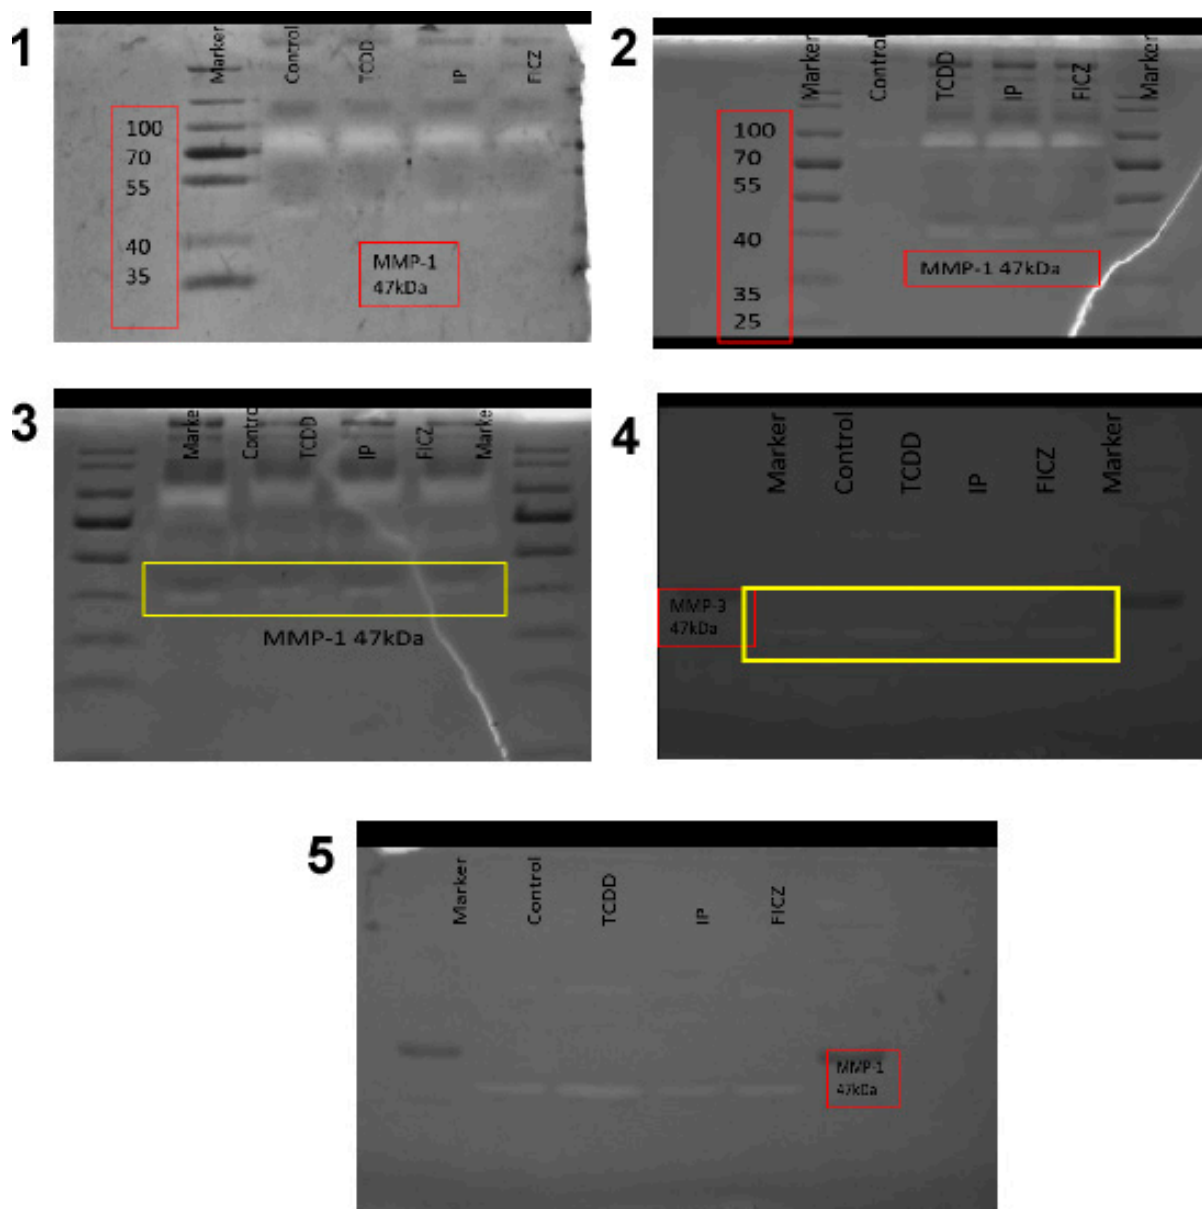 1
Marker
Control
TCDD
IP
FICZ
100
70
55
40
35
MMP-1
47kDa
2
Marker
Control
TCDD
IP
FICZ
Marker
100
70
55
40
35
25
MMP-1 47kDa
3
Marke
Contro
TCDD
IP
FICZ
Marke
MMP-1 47kDa
4
Marker
Control
TCDD
IP
FICZ
Marker
MMP-3
47kDa
5
Marker
Control
TCDD
IP
FICZ
MMP-1
47kDa